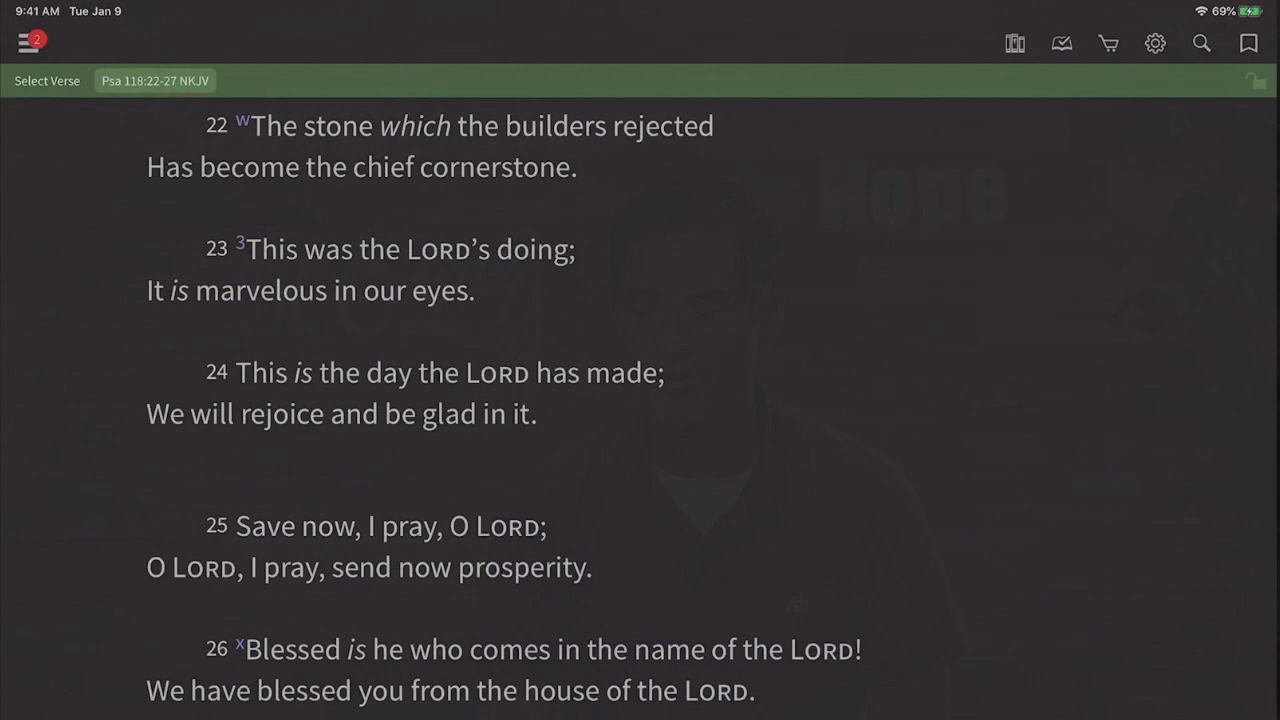 9:41 AM Tue Jan 9 69%
2
Select Verse Psa 118:22-27 NKJV
22 wThe stone which the builders rejected
Has become the chief cornerstone.
Hope
23 3This was the LORD’s doing;
It is marvelous in our eyes.
24 This is the day the LORD has made;
We will rejoice and be glad in it.
25 Save now, I pray, O LORD;
O LORD, I pray, send now prosperity.
26 xBlessed is he who comes in the name of the LORD!
We have blessed you from the house of the LORD.